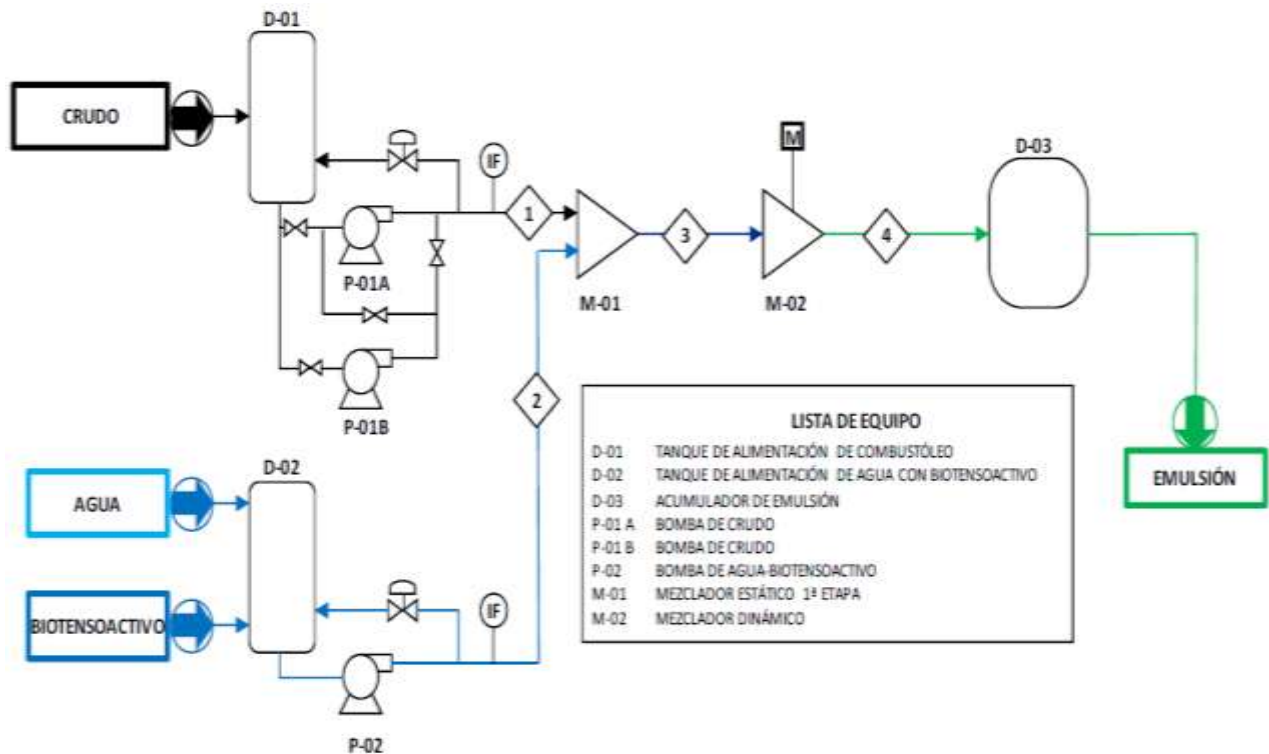 D-01
CRUDO
IF
1
P-01A
P-01B
M
D-03
3
4
M-01
M-02
2
D-02
AGUA
BIOTENSOACTIVO
IF
P-02
LISTA DE EQUIPO
D-01 TANQUE DE ALIMENTACIÓN DE COMBUSTÓLEO
D-02 TANQUE DE ALIMENTACIÓN DE AGUA CON BIOTENSOACTIVO
D-03 ACUMULADOR DE EMULSIÓN
P-01 A BOMBA DE CRUDO
P-01 B BOMBA DE CRUDO
P-02 BOMBA DE AGUA-BIOTENSOACTIVO
M-01 MEZCLADOR ESTÁTICO 1ª ETAPA
M-02 MEZCLADOR DINÁMICO
EMULSIÓN